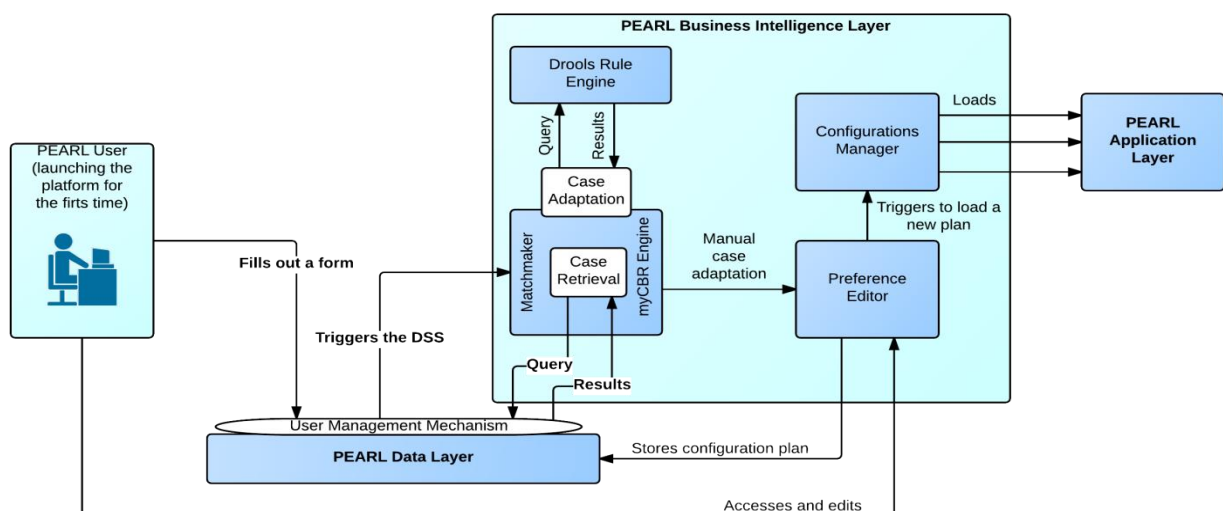 PEARL Business Intelligence Layer
Drools Rule
Engine
Query
Results
Case
Adaptation
Matchmaker
myCBR Engine
Case
Retrieval
Configurations
Manager
Loads
PEARL
Application
Layer
PEARL User
(launching the
platform for
the firts time)
Fills out a form
Triggers the DSS
Manual
case
adaptation
Triggers to load a
new plan
Preference
Editor
Query
Results
User Management Mechanism
PEARL Data Layer
Stores configuration plan
Accesses and edits